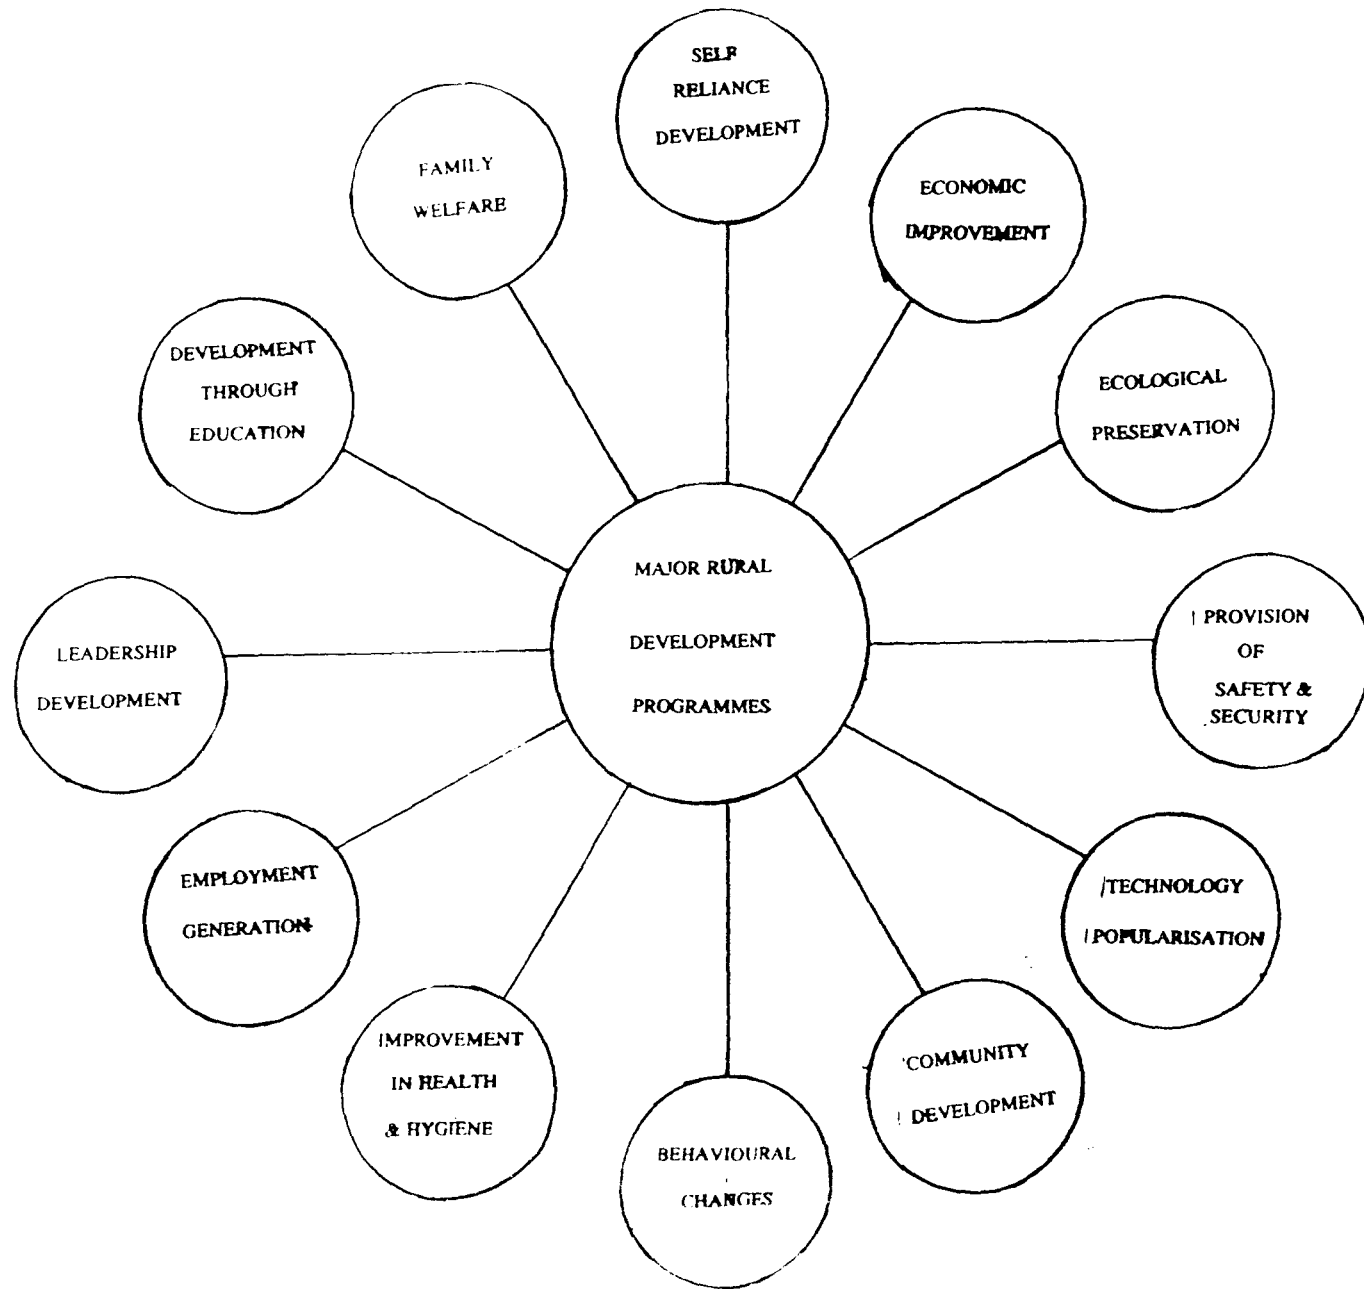 SELF
RELIANCE
DEVELOPMENT
ECONOMIC
IMPROVEMENT
ECOLOGICAL
PRESERVATION
PROVISION
OF
SAFETY &
SECURITY
TECHNOLOGY
POPULARISATION
COMMUNITY
DEVELOPMENT
BEHAVIOURAL
CHANGES
IMPROVEMENT
IN HEALTH
& HYGIENE
EMPLOYMENT
GENERATION
LEADERSHIP
DEVELOPMENT
DEVELOPMENT
THROUGH
EDUCATION
FAMILY
WELFARE
MAJOR RURAL
DEVELOPMENT
PROGRAMMES